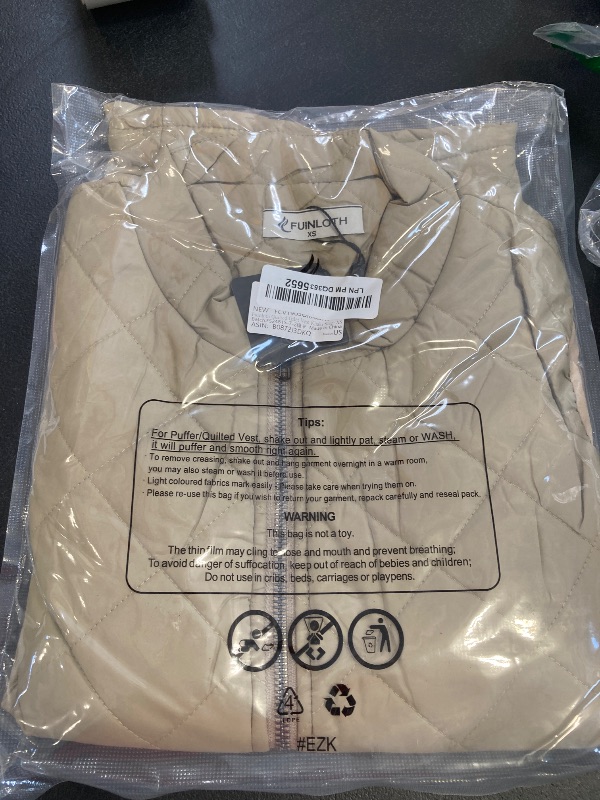 FUINLOTH
XS
LPN PM DQ383 5652
NEW
ASIN: B0872JSDKQ
US
Tips:
For Puffer/Quilted Vest, shake out and lightly pat, steam or WASH,
it will puffer and smooth right again.
· To remove creasing, shake out and hang garment overnight in a warm room,
you may also steam or wash it before use.
· Light coloured fabrics mark easily - Please take care when trying them on.
· Please re-use this bag if you wish to return your garment, repack carefully and reseal pack.
WARNING
This bag is not a toy.
The thin film may cling to nose and mouth and prevent breathing;
To avoid danger of suffocation, keep out of reach of bebies and children;
Do not use in cribs, beds, carriages or playpens.
4
LDPE
#EZK